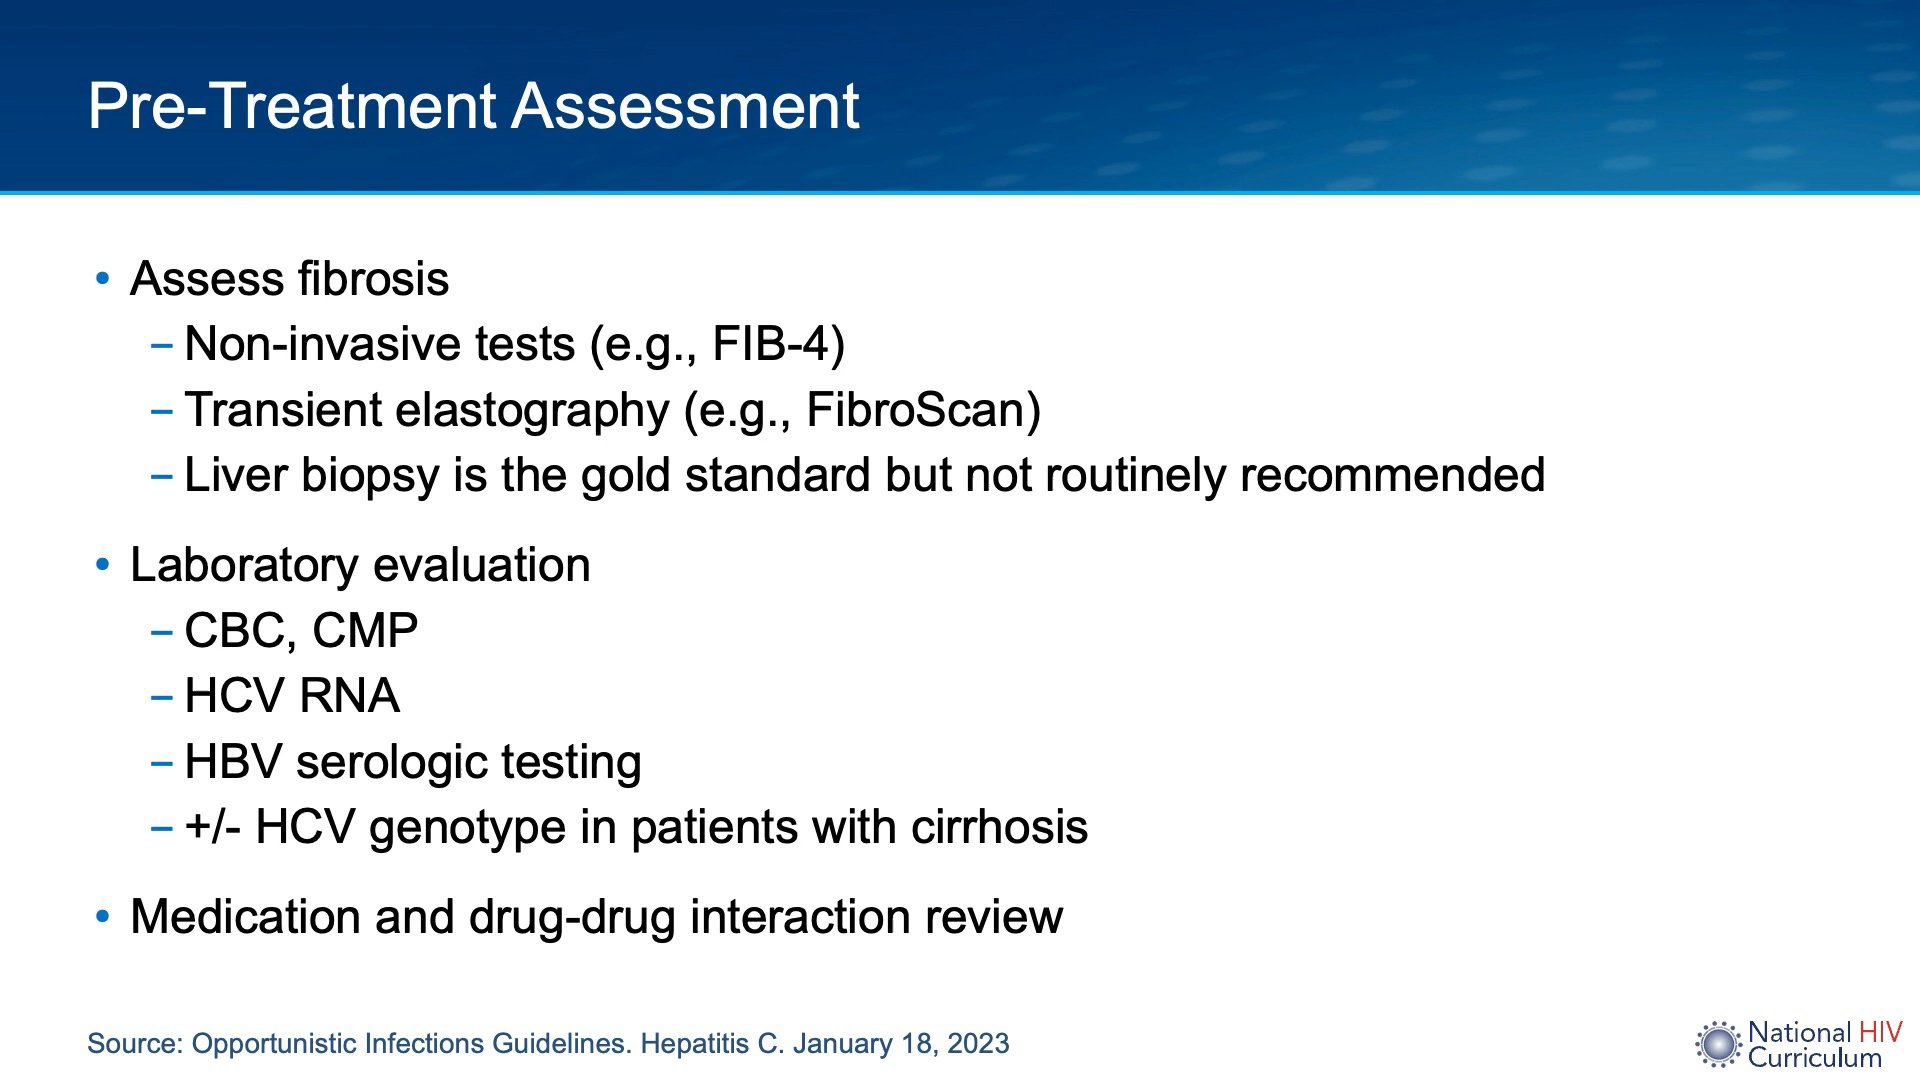 Pre-Treatment Assessment
• Assess fibrosis
– Non-invasive tests (e.g., FIB-4)
– Transient elastography (e.g., FibroScan)
– Liver biopsy is the gold standard but not routinely recommended
• Laboratory evaluation
– CBC, CMP
– HCV RNA
– HBV serologic testing
– +/- HCV genotype in patients with cirrhosis
• Medication and drug-drug interaction review
Source: Opportunistic Infections Guidelines. Hepatitis C. January 18, 2023
National HIV
Curriculum